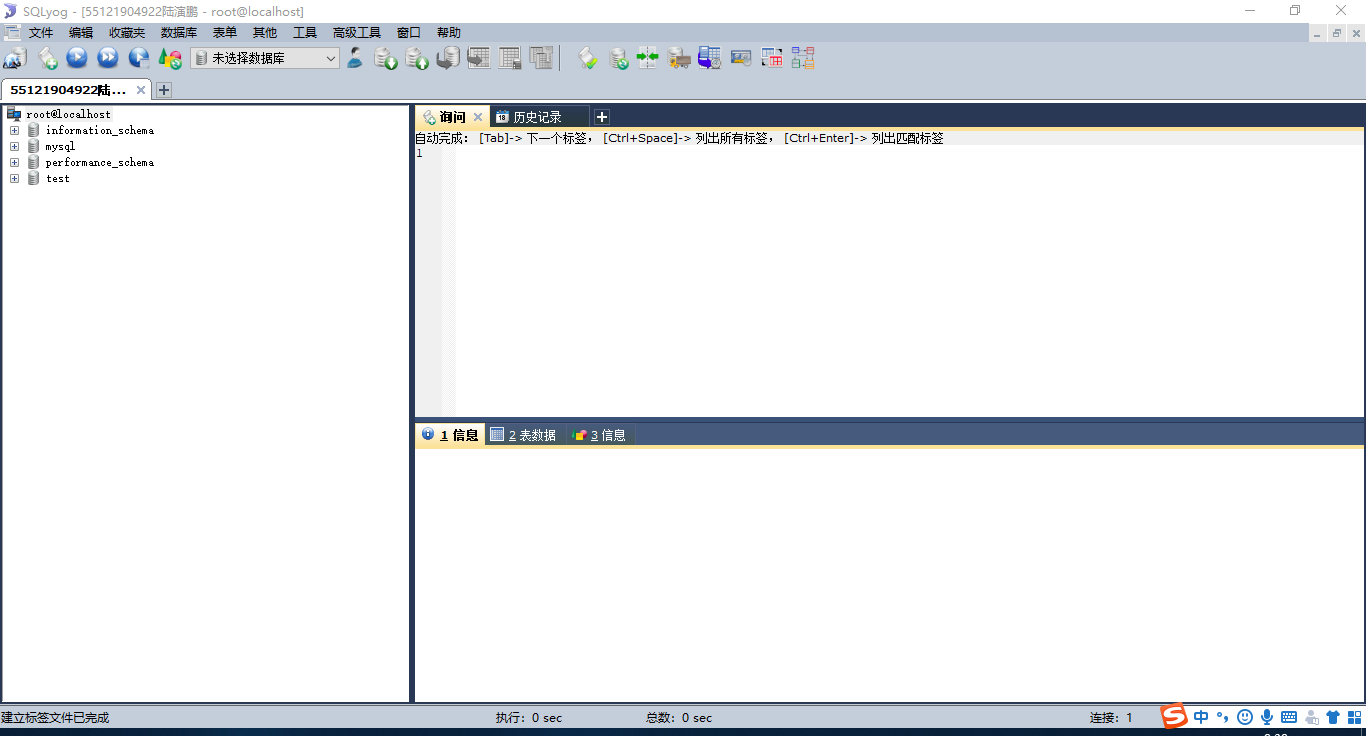 SQLyog - [55121904922陆演鹏 - root@localhost]
文件 编辑 收藏夹 数据库 表单 其他 工具 高级工具 窗口 帮助
未选择数据库
55121904922陆...
root@localhost
information_schema
mysql
performance_schema
test
询问 18 历史记录
自动完成： [Tab]-> 下一个标签， [Ctrl+Space]-> 列出所有标签， [Ctrl+Enter]-> 列出匹配标签
1
1 信息 2 表数据 3 信息
建立标签文件已完成 执行：0 sec 总数：0 sec 连接：1
S 中